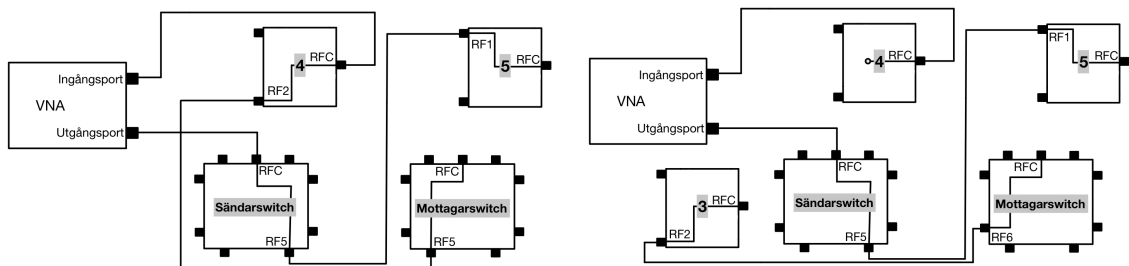 Ingångsport
VNA
Utgångsport
4
RFC
RF2
RF1
5
RFC
RFC
Sändarswitch
RF5
RFC
Mottagarswitch
RF5
Ingångsport
VNA
Utgångsport
4
RFC
RF1
5
RFC
3
RFC
RF2
RFC
Sändarswitch
RF5
RFC
Mottagarswitch
RF6